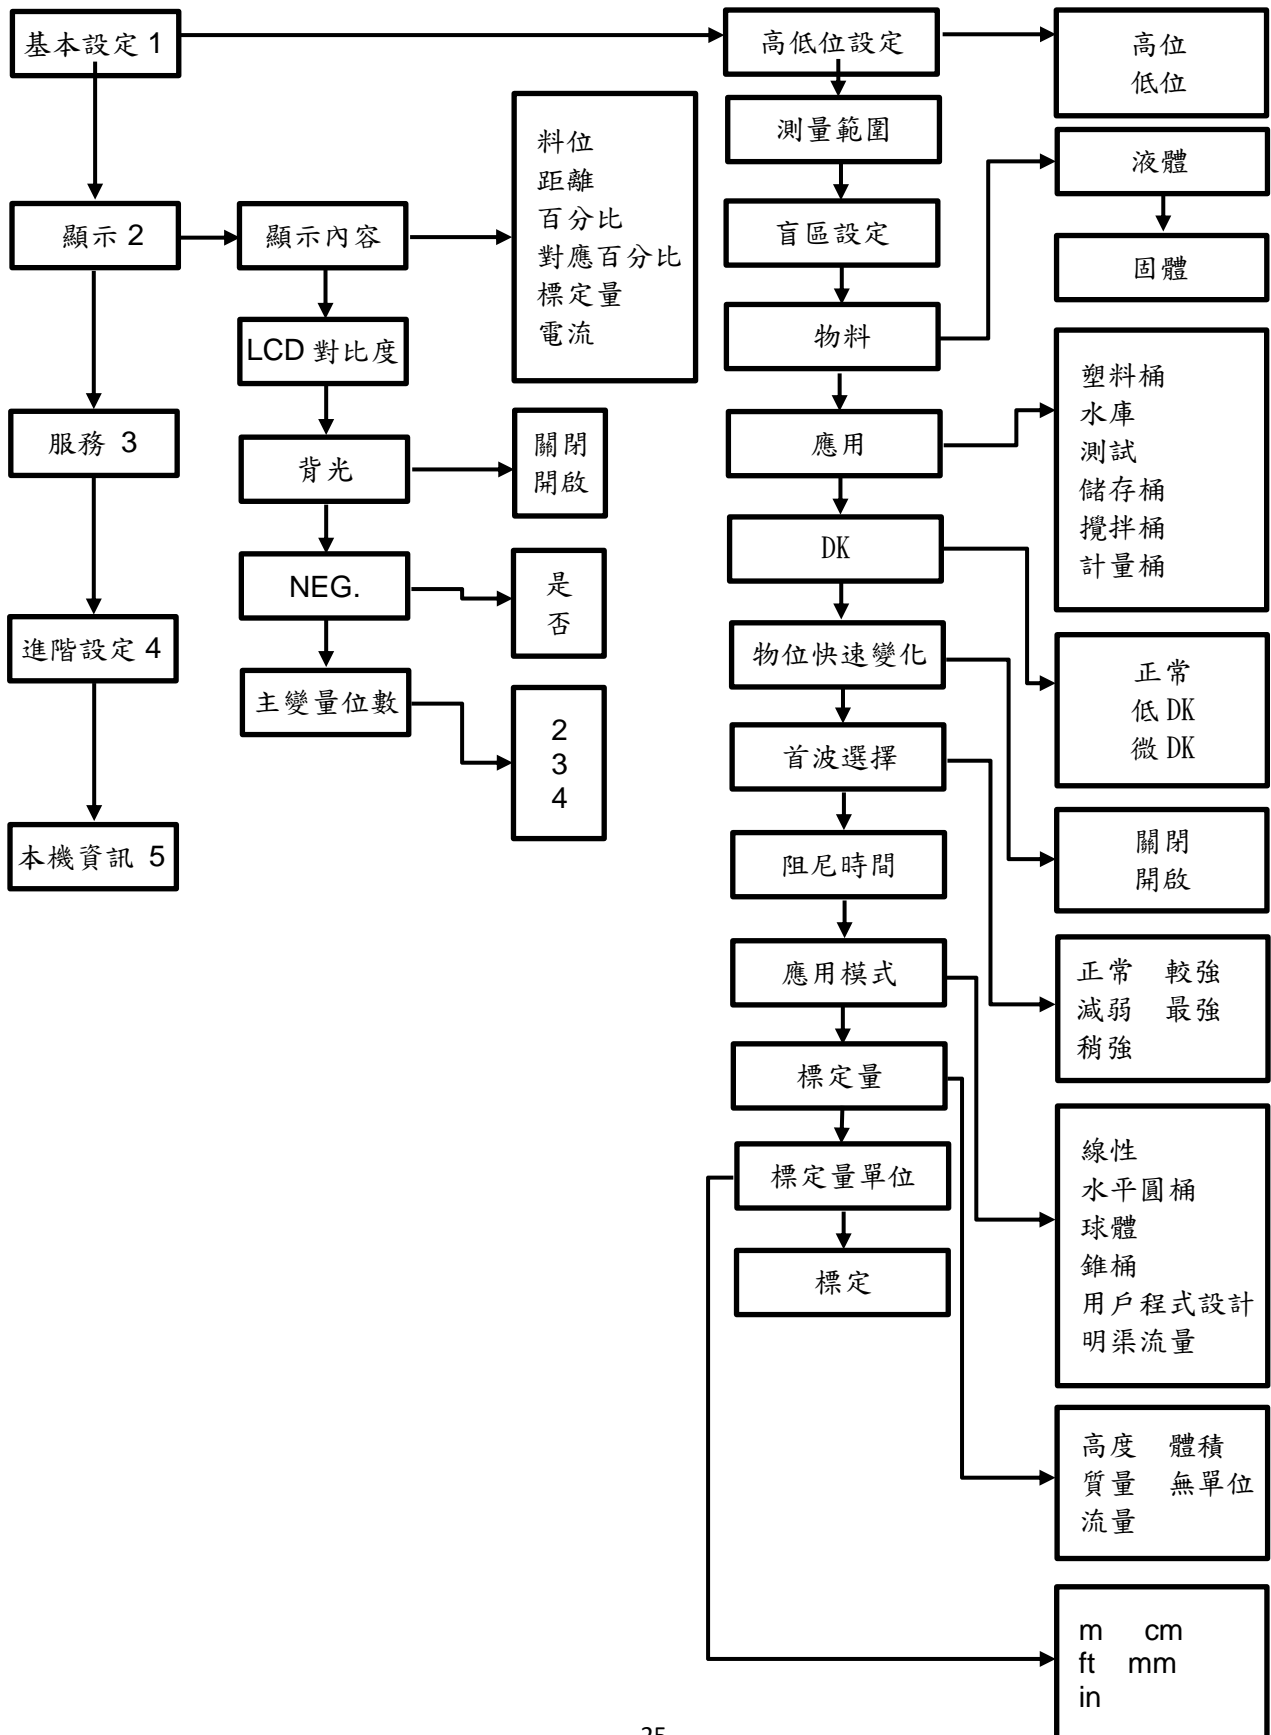 基本設定 1
顯示 2
服務 3
進階設定 4
本機資訊 5
顯示內容
LCD 對比度
背光
NEG.
主變量位數
料位
距離
百分比
對應百分比
標定量
電流
關閉
開啟
是
否
2
3
4
高低位設定
測量範圍
盲區設定
物料
應用
DK
物位快速變化
首波選擇
阻尼時間
應用模式
標定量
標定量單位
標定
高位
低位
液體
固體
塑料桶
水庫
測試
儲存桶
攪拌桶
計量桶
正常
低 DK
微 DK
關閉
開啟
正常 較強
減弱 最強
稍強
線性
水平圓桶
球體
錐桶
用戶程式設計
明渠流量
高度 體積
質量 無單位
流量
m cm
ft mm
in